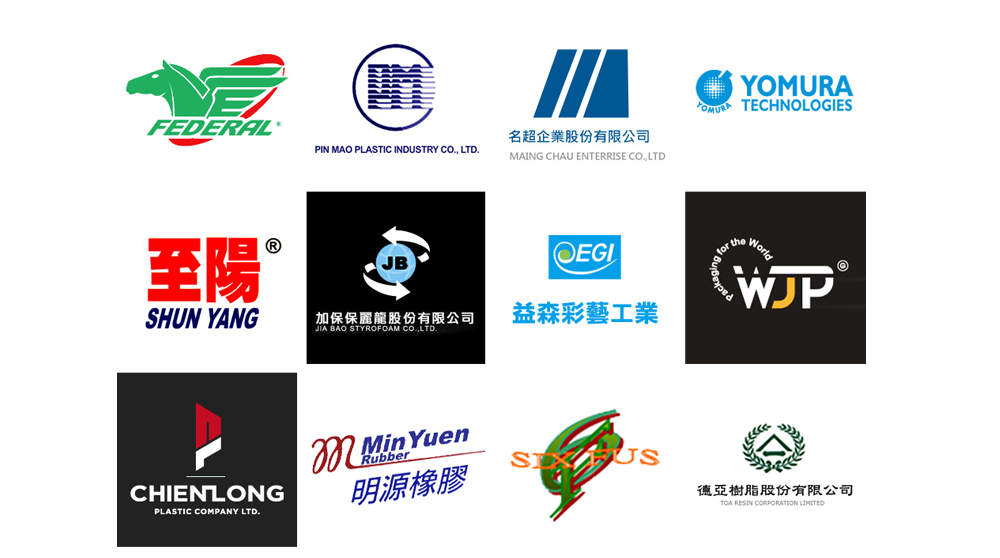 FEDERAL
PIN MAO PLASTIC INDUSTRY CO., LTD.
名超企業股份有限公司
MAING CHAU ENTERRISE CO.,LTD
YOMURA
YOMURA
TECHNOLOGIES
至陽®
SHUN YANG
JB
加保保麗龍股份有限公司
JIA BAO STYROFOAM CO.,LTD.
EGI
益森彩藝工業
Packaging for the World
WJP
G
CHIENLONG
PLASTIC COMPANY LTD.
Min Yuen
Rubber
明源橡膠
SIX PUS
德亞樹脂股份有限公司
TOA RESIN CORPORATION LIMITED